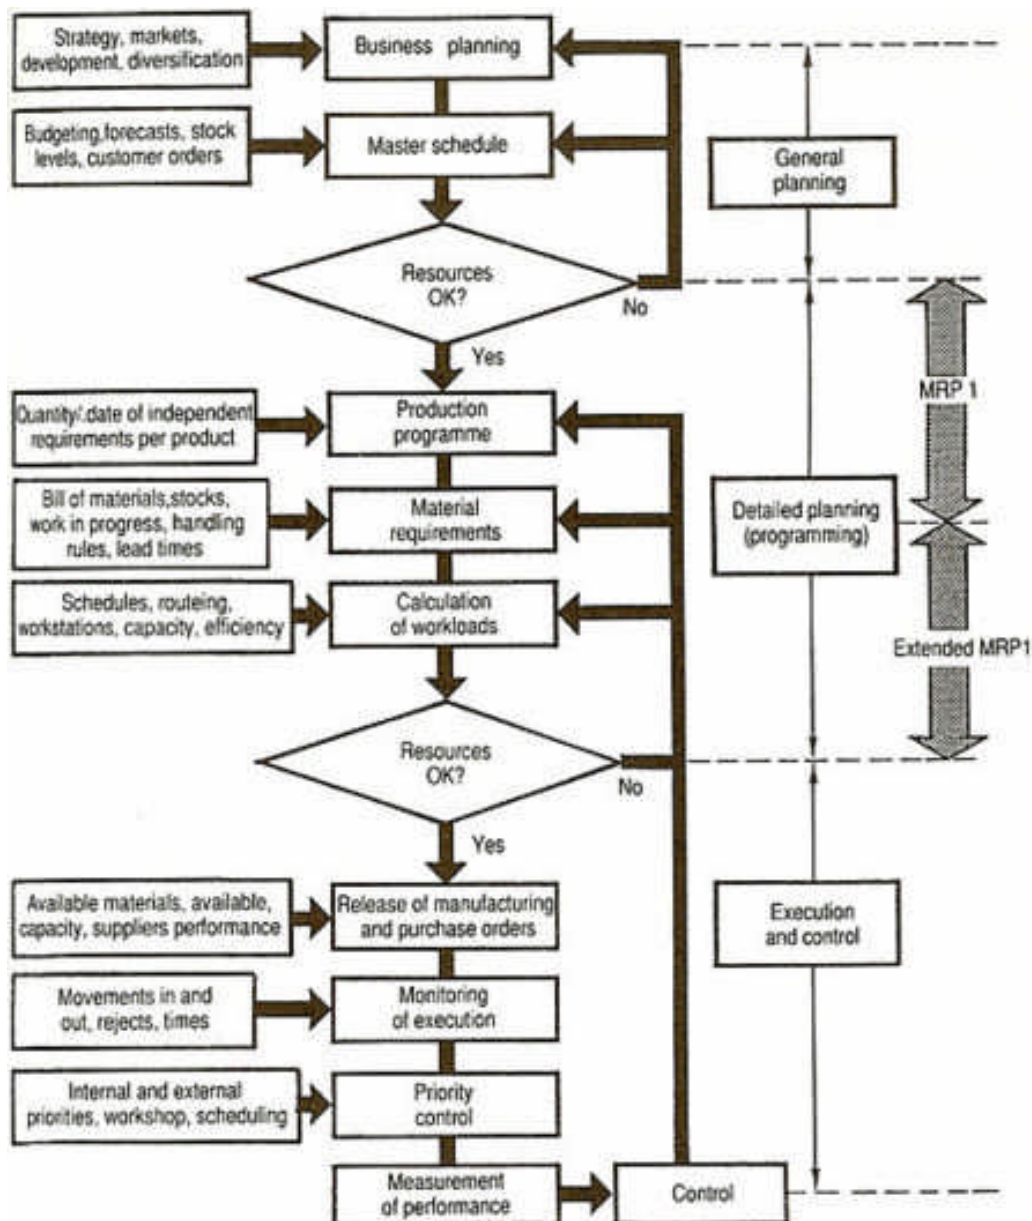 Strategy, markets,
development, diversification
Business planning
Budgeting, forecasts, stock
levels, customer orders
Master schedule
General
planning
Resources
OK?
No
Yes
MRP 1
Quantity/.date of independent
requirements per product
Production
programme
Bill of materials,stocks,
work in progress, handling
rules, lead times
Material
requirements
Detailed planning
(programming)
Schedules, routeing,
workstations, capacity, efficiency
Calculation
of workloads
Extended MRP1
Resources
OK?
No
Yes
Available materials, available,
capacity, suppliers performance
Release of manufacturing
and purchase orders
Execution
and control
Movements in and
out, rejects, times
Monitoring
of execution
Internal and external
priorities, workshop, scheduling
Priority
control
Measurement
of performance
Control